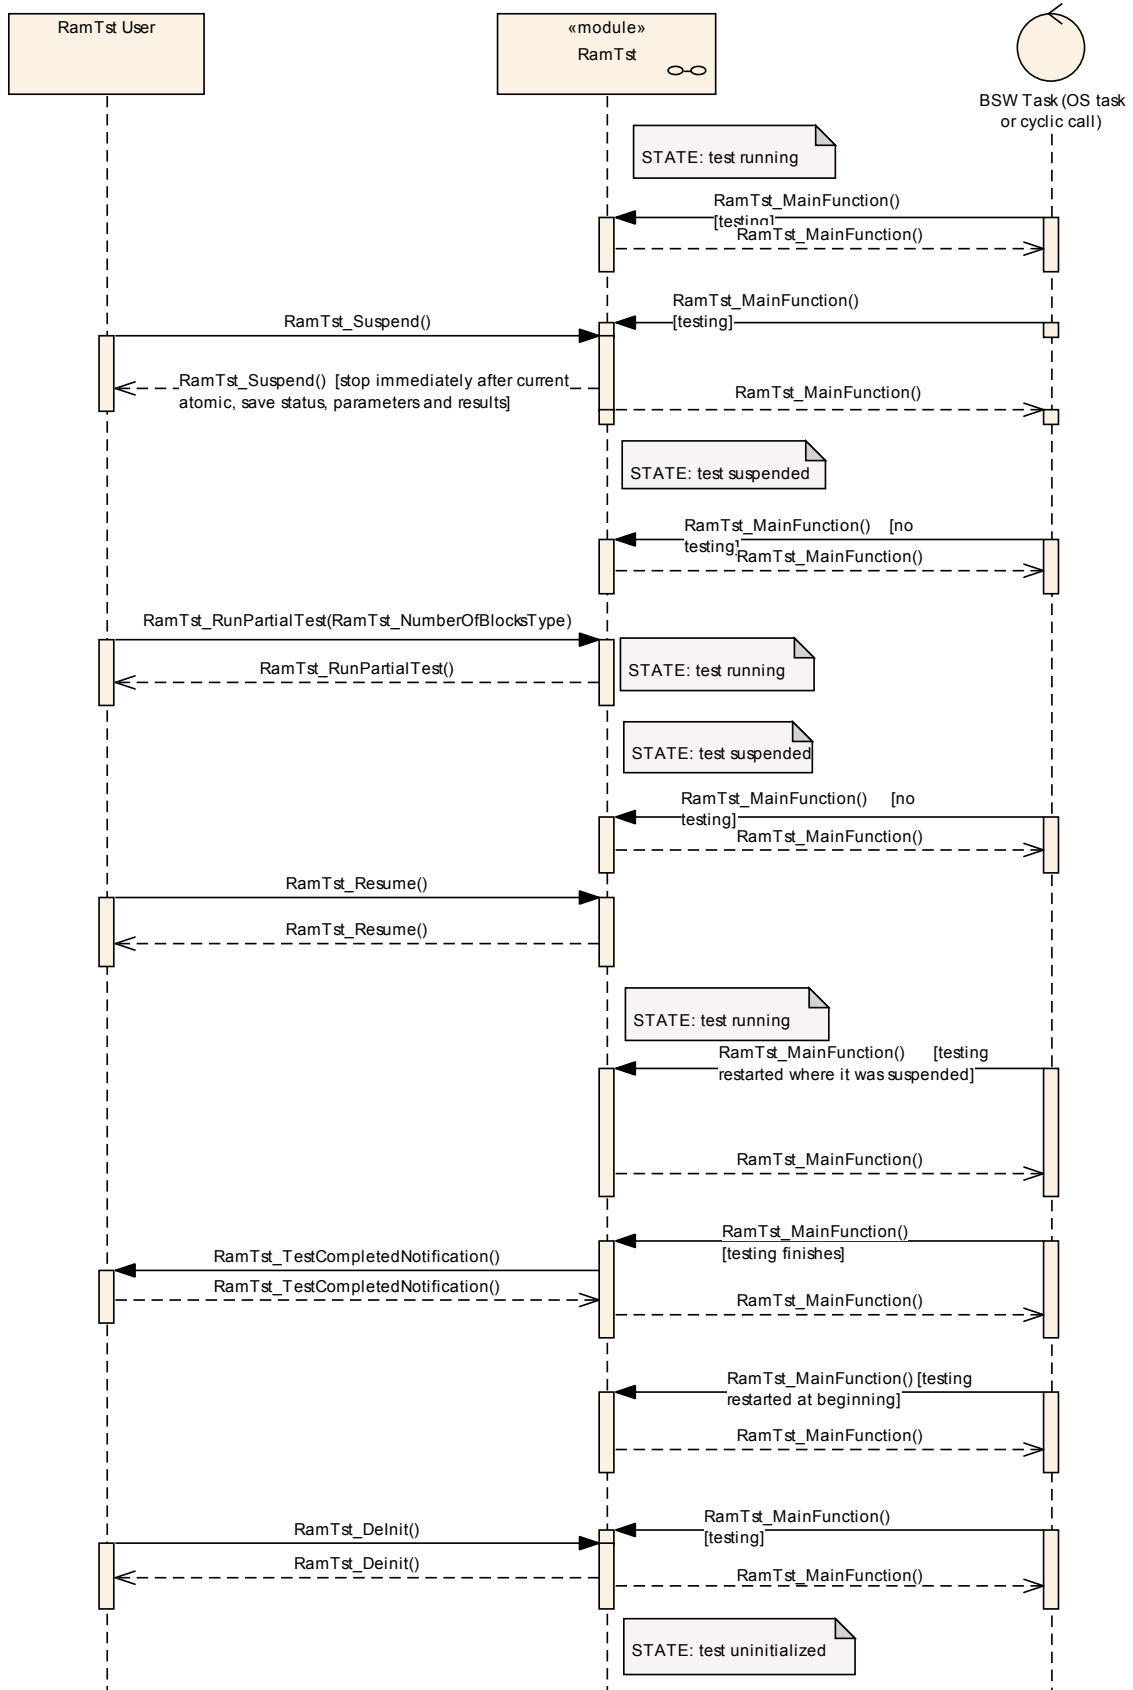 RamTst User
«module»
RamTst
BSW Task (OS task
or cyclic call)
STATE: test running
RamTst_MainFunction()
[testing]
RamTst_MainFunction()
RamTst_MainFunction()
[testing]
RamTst_Suspend()
RamTst_Suspend() [stop immediately after current
atomic, save status, parameters and results]
RamTst_MainFunction()
STATE: test suspended
RamTst_MainFunction() [no
testing]
RamTst_MainFunction()
RamTst_RunPartialTest(RamTst_NumberOfBlocksType)
STATE: test running
RamTst_RunPartialTest()
STATE: test suspended
RamTst_MainFunction() [no
testing]
RamTst_MainFunction()
RamTst_Resume()
RamTst_Resume()
STATE: test running
RamTst_MainFunction() [testing
restarted where it was suspended]
RamTst_MainFunction()
RamTst_MainFunction()
[testing finishes]
RamTst_TestCompletedNotification()
RamTst_TestCompletedNotification()
RamTst_MainFunction()
RamTst_MainFunction() [testing
restarted at beginning]
RamTst_MainFunction()
RamTst_MainFunction()
[testing]
RamTst_DeInit()
RamTst_Deinit()
RamTst_MainFunction()
STATE: test uninitialized